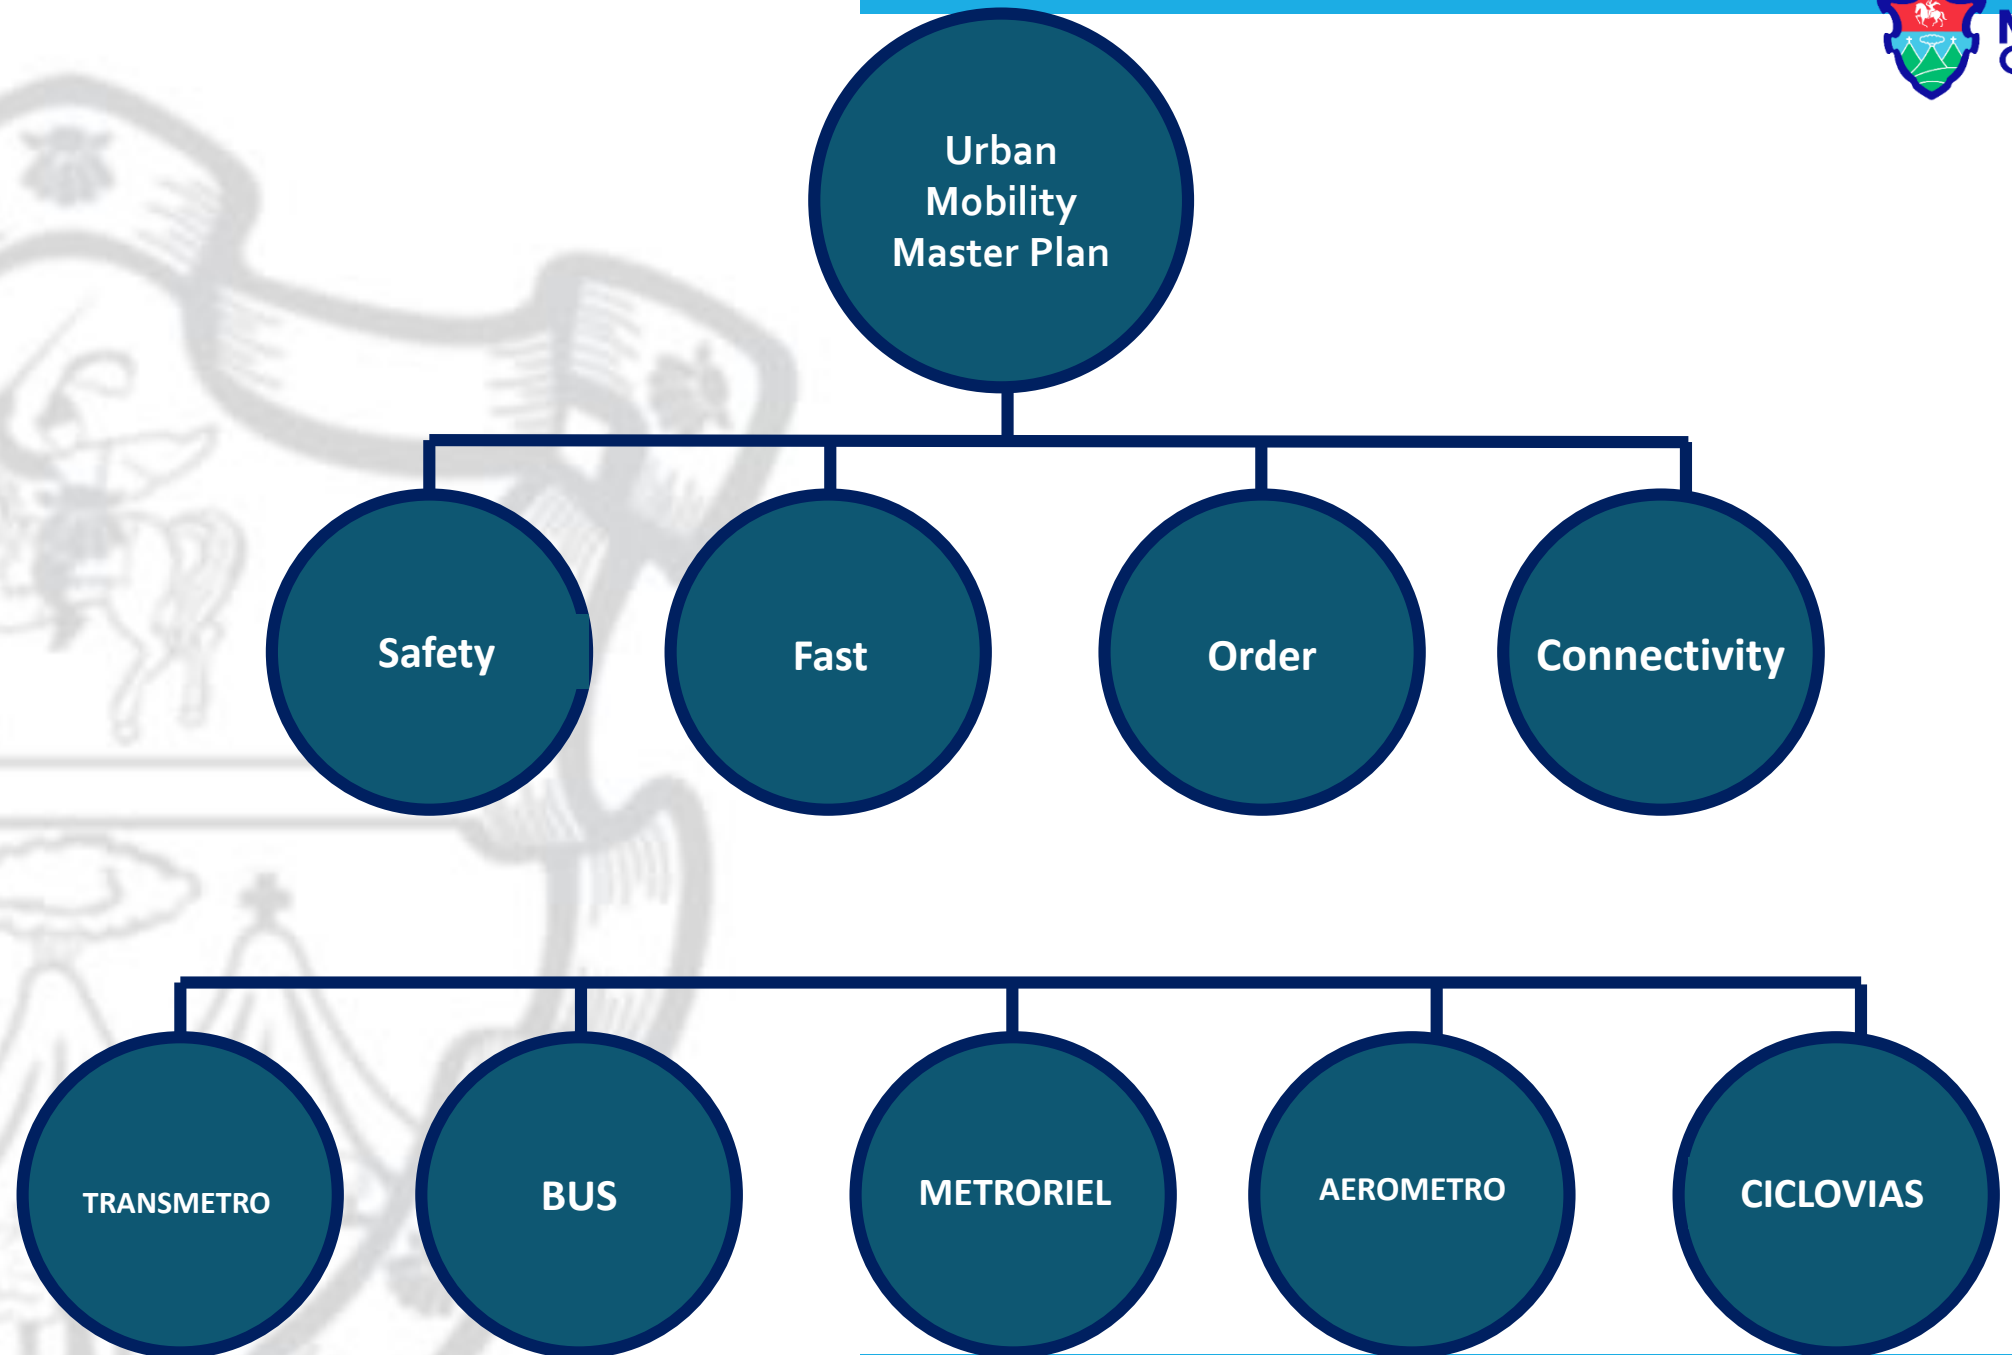 Urban
Mobility
Master Plan
Safety
Fast
Order
Connectivity
TRANSMETRO
BUS
METRORIEL
AEROMETRO
CICLOVIAS